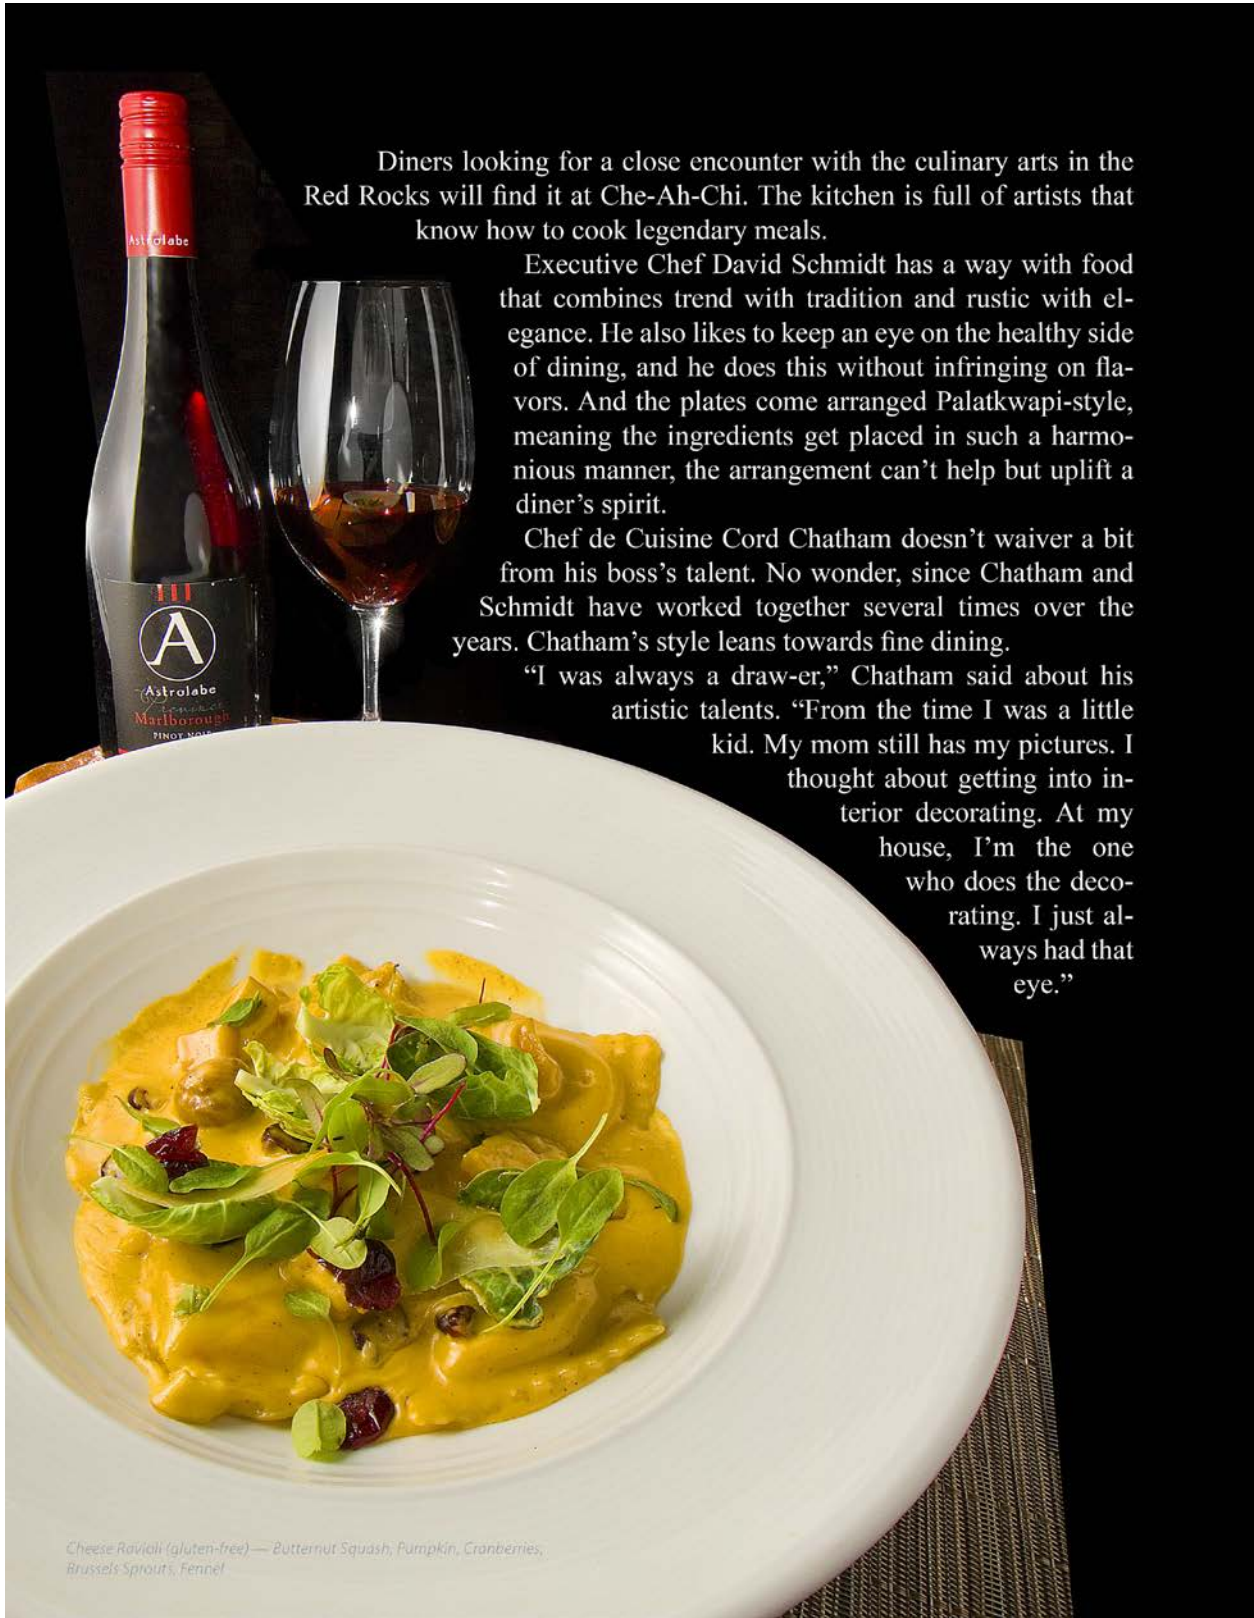 Astrolabe
Diners looking for a close encounter with the culinary arts in the
Red Rocks will find it at Che-Ah-Chi. The kitchen is full of artists that
know how to cook legendary meals.
Executive Chef David Schmidt has a way with food
that combines trend with tradition and rustic with el-
egance. He also likes to keep an eye on the healthy side
of dining, and he does this without infringing on fla-
vors. And the plates come arranged Palatkwapi-style,
meaning the ingredients get placed in such a harmo-
nious manner, the arrangement can't help but uplift a
diner's spirit.
Chef de Cuisine Cord Chatham doesn't waiver a bit
from his boss's talent. No wonder, since Chatham and
Schmidt have worked together several times over the
years. Chatham's style leans towards fine dining.
“I was always a draw-er,” Chatham said about his
artistic talents. “From the time I was a little
kid. My mom still has my pictures. I
thought about getting into in-
terior decorating. At my
house, I'm the one
who does the deco-
rating. I just al-
ways had that
eye.”
A
Astrolabe
Marlborough
PINOT NOIR
Cheese Ravioli (gluten-free) — Butternut Squash, Pumpkin, Cranberries,
Brussels Sprouts, Fennel